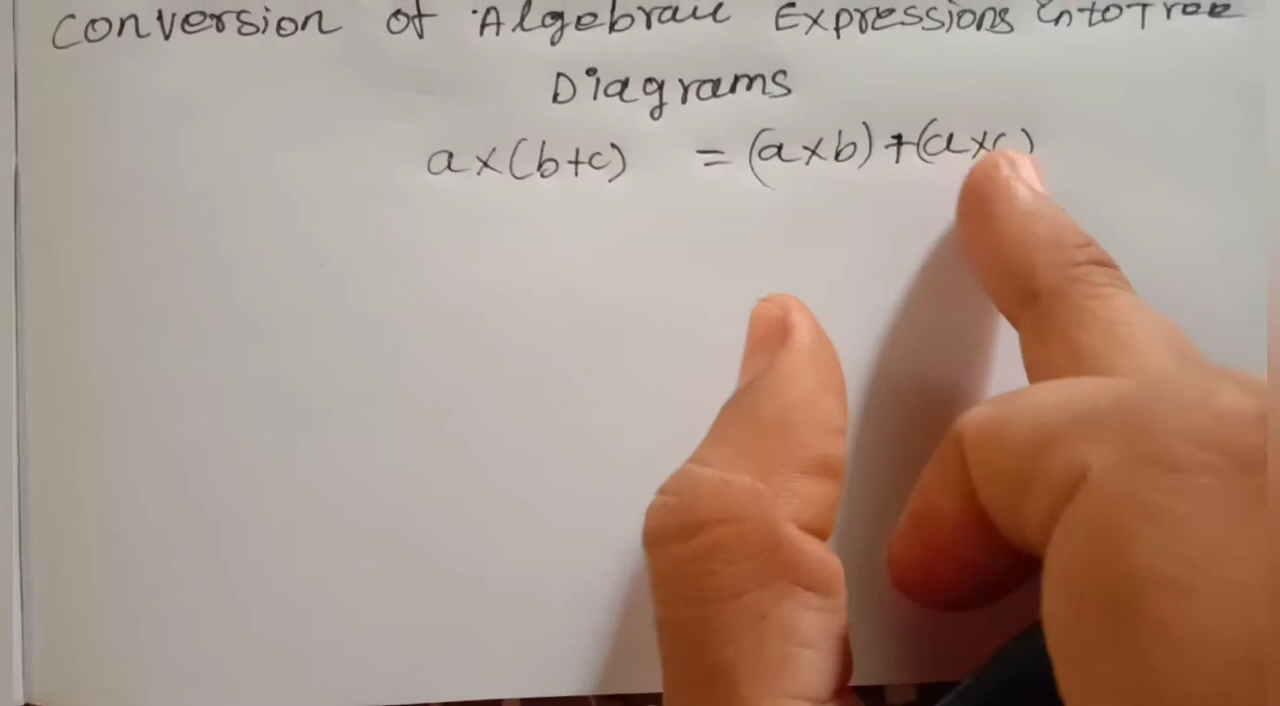 Conversion of Algebraic Expressions into Tree
Diagrams
a×(b+c) = (a×b)+(a×c)